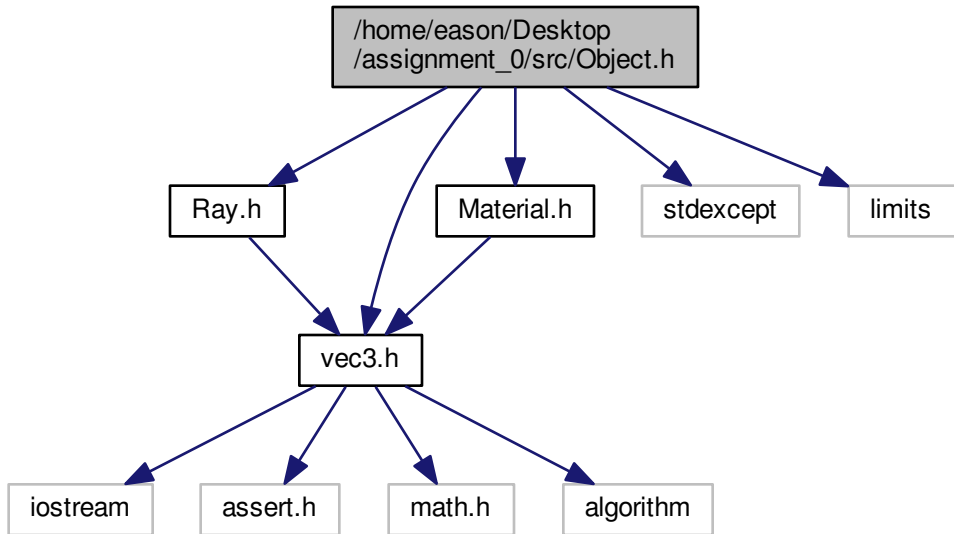 /home/eason/Desktop
/assignment_0/src/Object.h
Ray.h
Material.h
stdexcept
limits
vec3.h
iostream
assert.h
math.h
algorithm